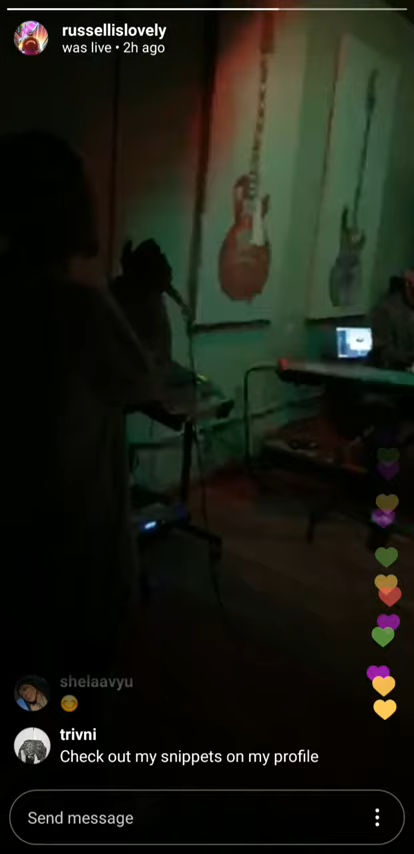 russellislovely
was live • 2h ago
shelaavyu
trivni
Check out my snippets on my profile
Send message